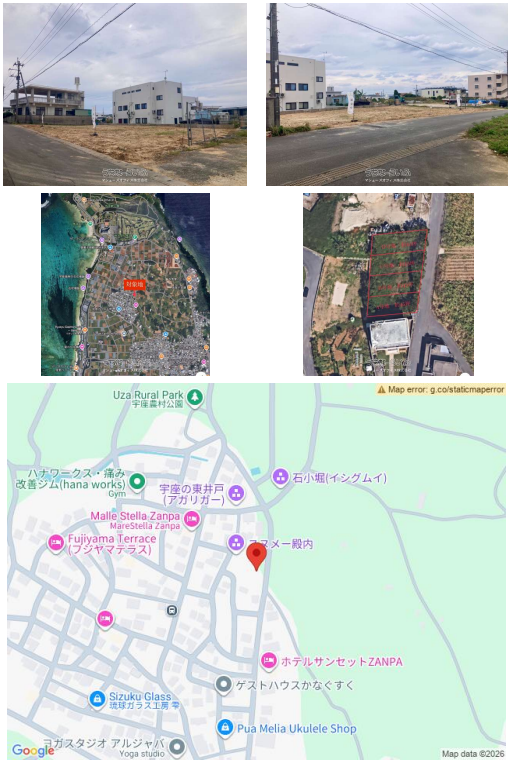 対象地
Map error: g.co/staticmaperror
Uza Rural Park
宇座農村公園
ハナワークス・痛み
改善ジム(hana works)
Gym
宇座の東井戸
(アガリガー)
石小堀(イシグムイ)
Malle Stella Zanpa
MareStella Zanpa
Fujiyama Terrace
(フジヤマテラス)
ヌヌメー殿内
ホテルサンセットZANPA
ゲストハウスかなぐすく
Sizuku Glass
琉球ガラス工房 雫
Pua Melia Ukulele Shop
ヨガスタジオ アルジャバ
Yoga studio
Google
Map data ©2026